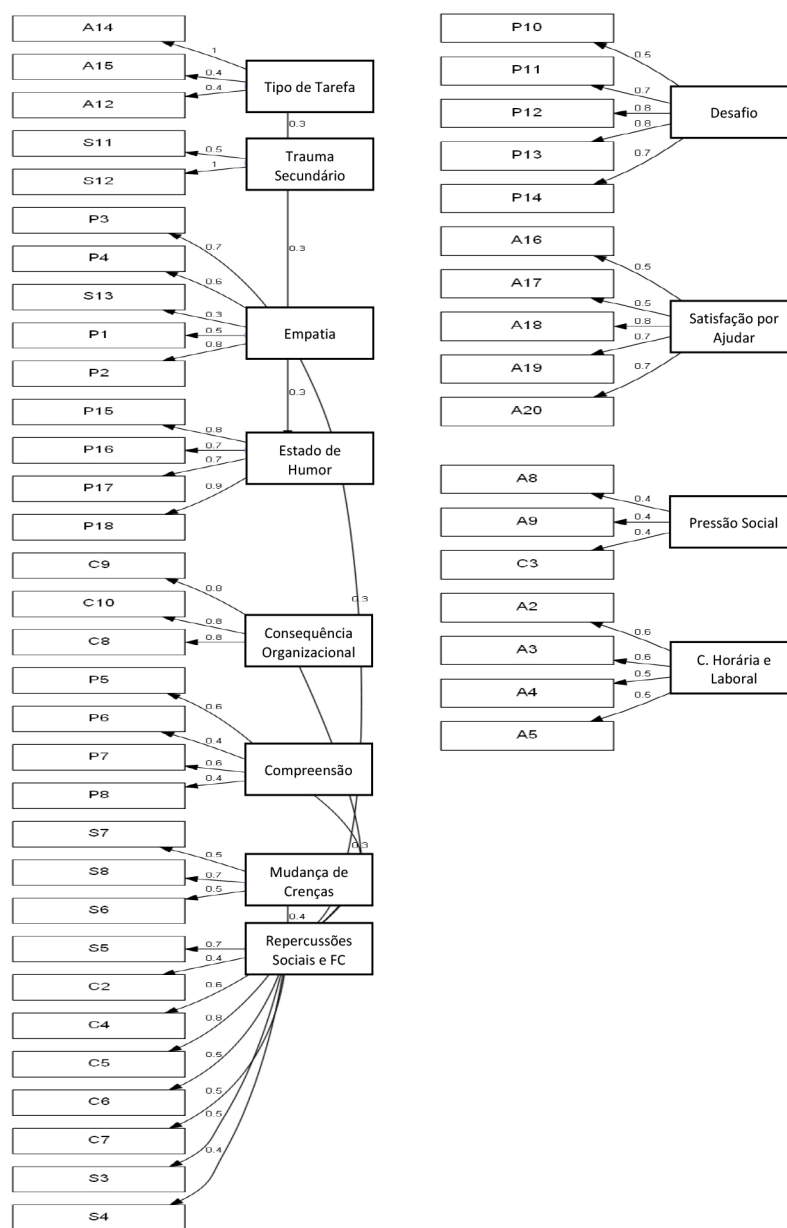 A14
A15
A12
S11
S12
P3
P4
S13
P1
P2
P15
P16
P17
P18
C9
C10
C8
P5
P6
P7
P8
S7
S8
S6
S5
C2
C4
C5
C6
C7
S3
S4
1
0.4
0.4
Tipo de Tarefa
0.3
0.5
1
Trauma
Secundário
0.3
0.7
0.6
0.3
0.5
0.8
Empatia
0.3
0.8
0.7
0.7
0.9
Estado de
Humor
0.3
0.8
0.8
0.8
Consequência
Organizacional
0.6
0.4
0.6
0.4
Compreensão
0.3
0.5
0.7
0.5
Mudança de
Crenças
0.4
0.7
0.4
0.6
0.8
0.5
0.5
0.5
0.4
Repercussões
Sociais e FC
P10
P11
P12
P13
P14
0.5
0.7
0.8
0.8
0.7
Desafio
A16
A17
A18
A19
A20
0.5
0.5
0.8
0.7
0.7
Satisfação por
Ajudar
A8
A9
C3
0.4
0.4
0.4
Pressão Social
A2
A3
A4
A5
0.6
0.6
0.5
0.5
C. Horária e
Laboral